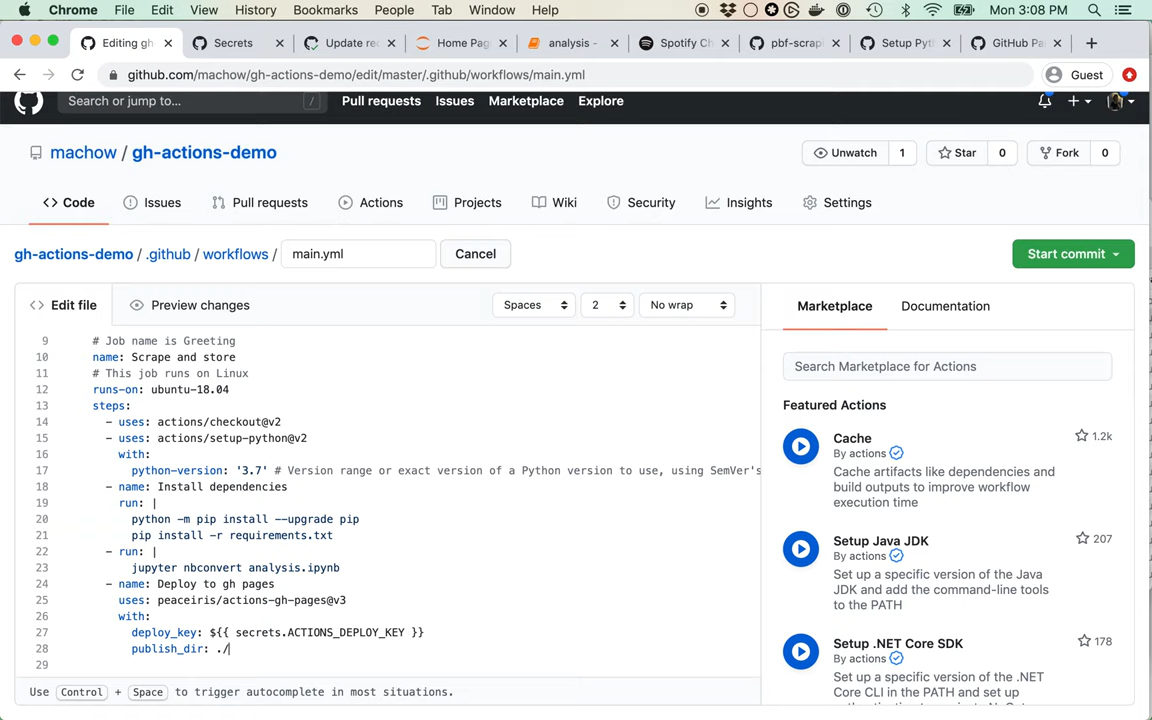 Chrome File Edit View History Bookmarks People Tab Window Help Mon 3:08 PM
Editing gh Secrets Update re Home Pag analysis - Spotify Ch pbf-scrap Setup Pyt GitHub Pa
github.com/machow/gh-actions-demo/edit/master/.github/workflows/main.yml Guest
Search or jump to... / Pull requests Issues Marketplace Explore
machow / gh-actions-demo Unwatch 1 Star 0 Fork 0
Code Issues Pull requests Actions Projects Wiki Security Insights Settings
gh-actions-demo / .github / workflows / main.yml Cancel Start commit
Edit file Preview changes Spaces 2 No wrap
9 # Job name is Greeting
10 name: Scrape and store
11 # This job runs on Linux
12 runs-on: ubuntu-18.04
13 steps:
14 - uses: actions/checkout@v2
15 - uses: actions/setup-python@v2
16 with:
17 python-version: '3.7' # Version range or exact version of a Python version to use, using SemVer's
18 - name: Install dependencies
19 run: |
20 python -m pip install --upgrade pip
21 pip install -r requirements.txt
22 - run: |
23 jupyter nbconvert analysis.ipynb
24 - name: Deploy to gh pages
25 uses: peaceiris/actions-gh-pages@v3
26 with:
27 deploy_key: ${{ secrets.ACTIONS_DEPLOY_KEY }}
28 publish_dir: ./
29
Use Control + Space to trigger autocomplete in most situations.
Marketplace Documentation
Search Marketplace for Actions
Featured Actions
Cache 1.2k
By actions
Cache artifacts like dependencies and
build outputs to improve workflow
execution time
Setup Java JDK 207
By actions
Set up a specific version of the Java
JDK and add the command-line tools
to the PATH
Setup .NET Core SDK 178
By actions
Set up a specific version of the .NET
Core CLI in the PATH and set up